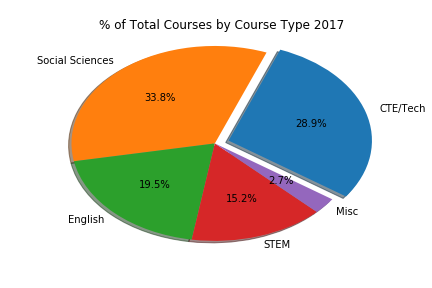 % of Total Courses by Course Type 2017
Social Sciences
33.8%
CTE/Tech
28.9%
2.7%
Misc
19.5%
English
15.2%
STEM